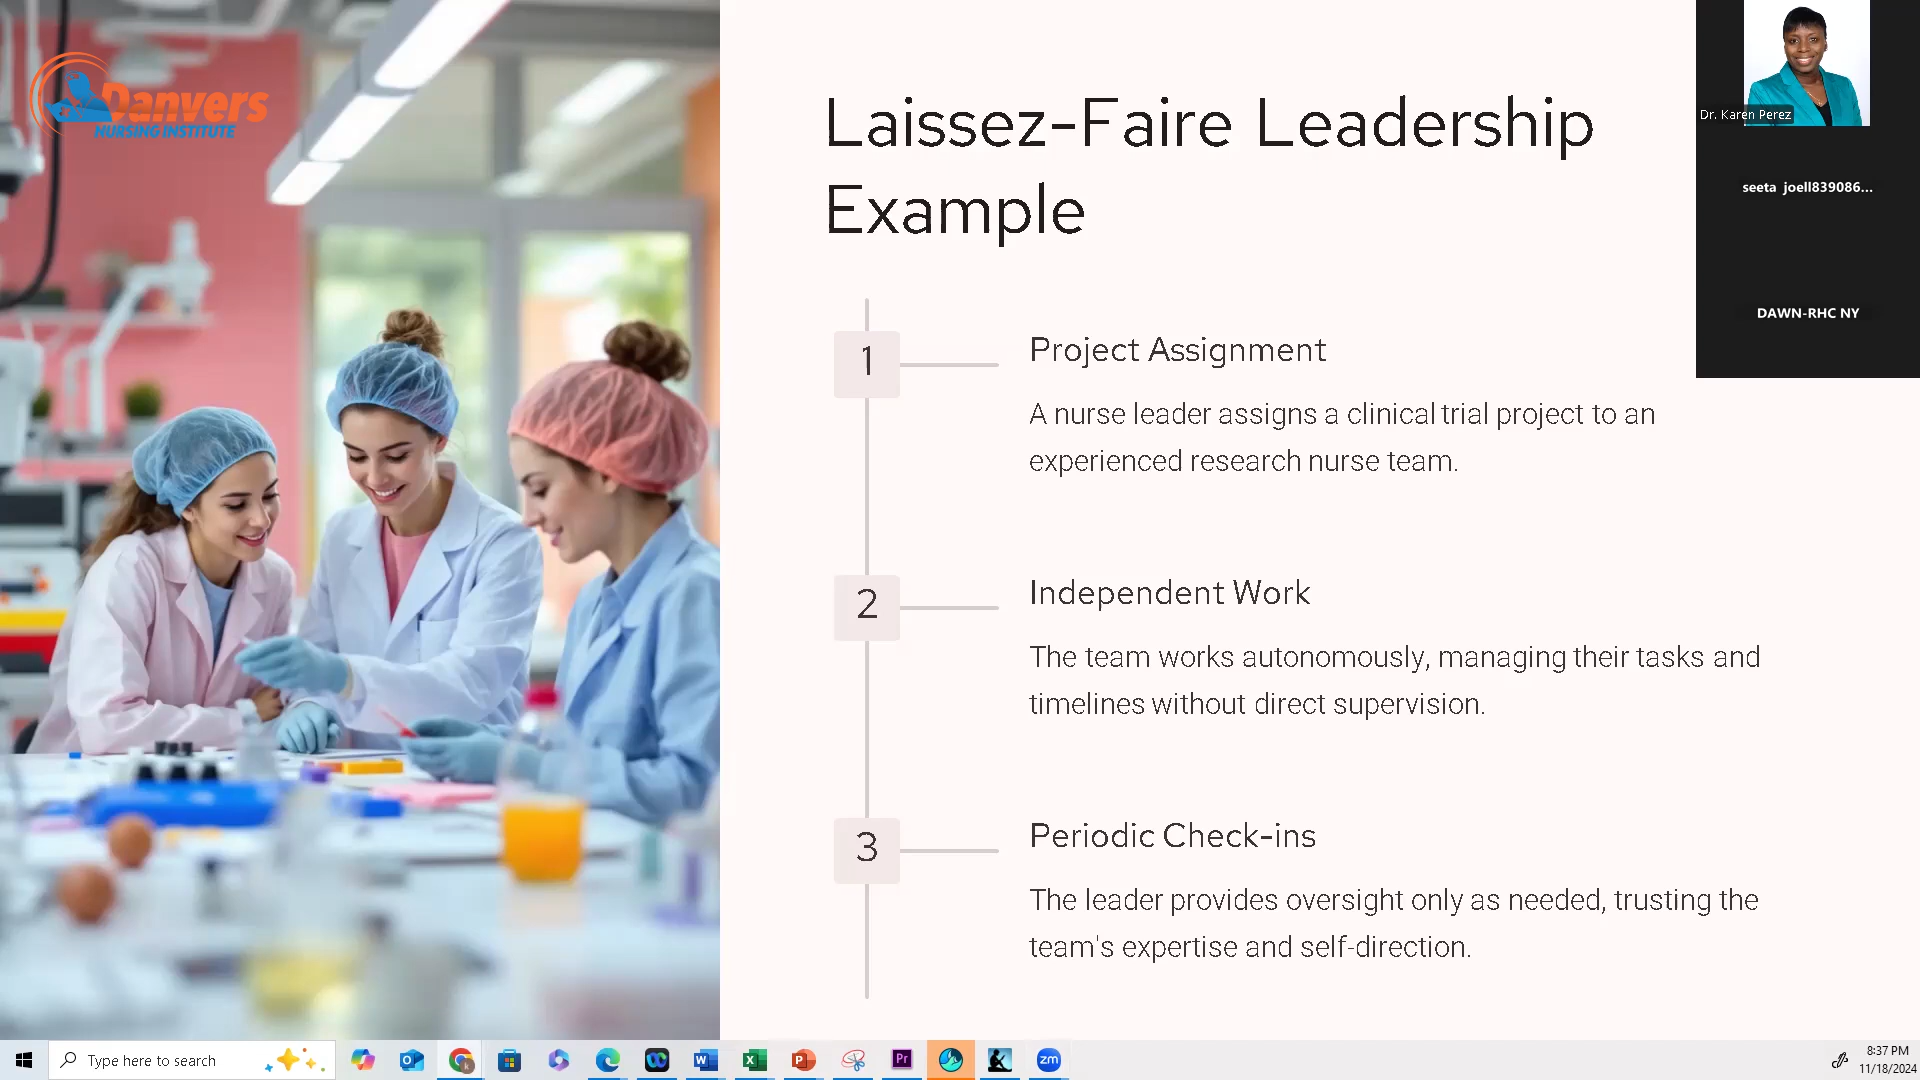 Danvers
NURSING INSTITUTE
Laissez-Faire Leadership
Example
1
Project Assignment
A nurse leader assigns a clinical trial project to an
experienced research nurse team.
2
Independent Work
The team works autonomously, managing their tasks and
timelines without direct supervision.
3
Periodic Check-ins
The leader provides oversight only as needed, trusting the
team's expertise and self-direction.
Dr. Karen Perez
seeta joell839086...
DAWN-RHC NY
Type here to search
W
X
P
Pr
zm
8:37 PM
11/18/2024